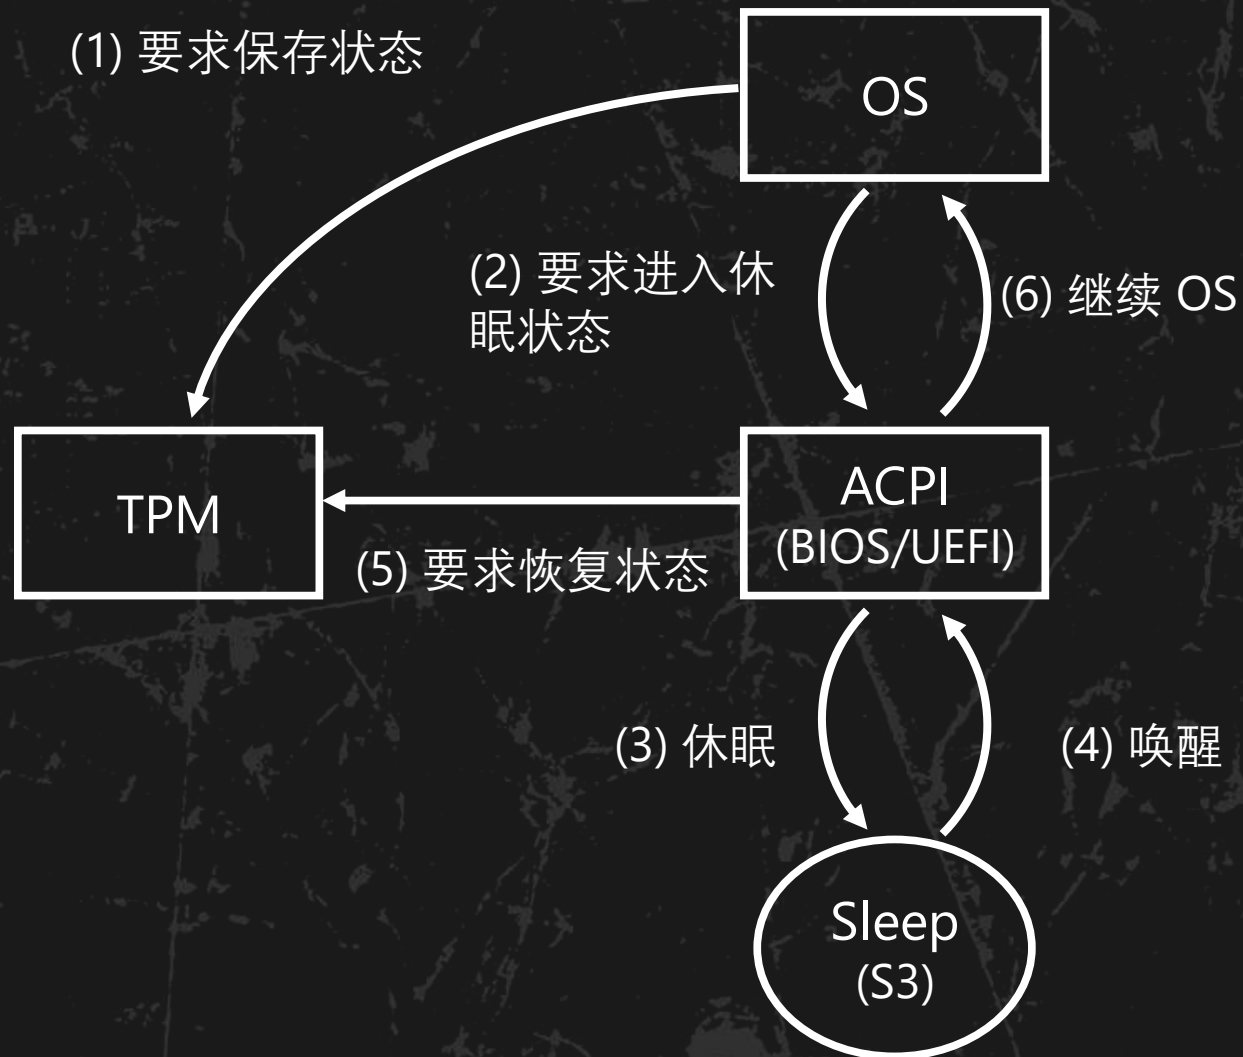 (1) 要求保存状态
OS
(2) 要求进入休
眠状态
(6) 继续 OS
TPM
ACPI
(BIOS/UEFI)
(5) 要求恢复状态
(3) 休眠
(4) 唤醒
Sleep
(S3)